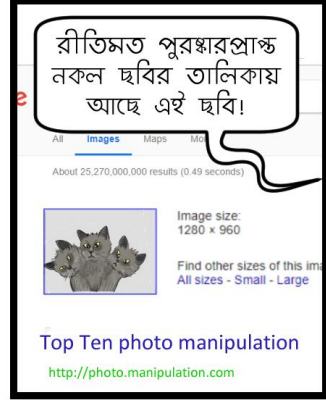 রীতিমত পুরষ্কারপ্রাপ্ত
নকল ছবির তালিকায়
আছে এই ছবি!
All Images Maps Mo
About 25,270,000,000 results (0.49 seconds)
Image size:
1280 × 960
Find other sizes of this ima
All sizes - Small - Large
Top Ten photo manipulation
http://photo.manipulation.com